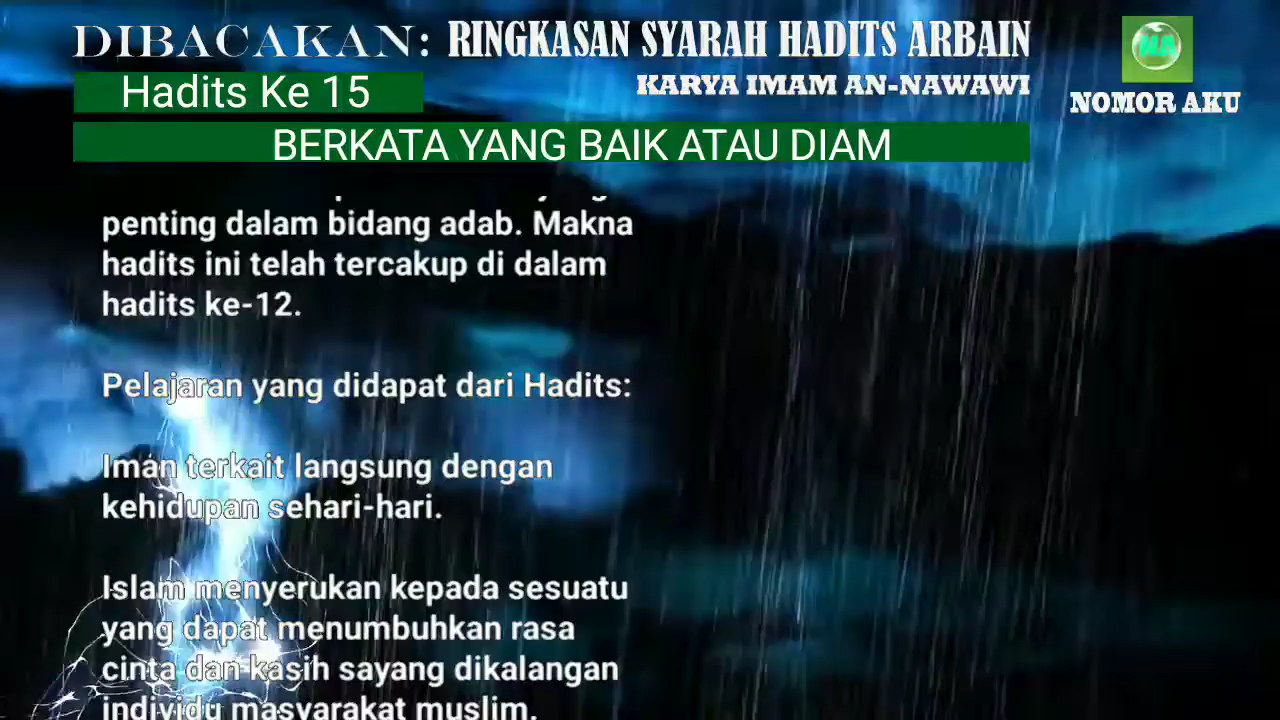 DIBACAKAN: RINGKASAN SYARAH HADITS ARBAIN
KARYA IMAM AN-NAWAWI
NA
NOMOR AKU
Hadits Ke 15
BERKATA YANG BAIK ATAU DIAM
penting dalam bidang adab. Makna
hadits ini telah tercakup di dalam
hadits ke-12.
Pelajaran yang didapat dari Hadits:
Iman terkait langsung dengan
kehidupan sehari-hari.
Islam menyerukan kepada sesuatu
yang dapat menumbuhkan rasa
cinta dan kasih sayang dikalangan
individu masyarakat muslim.